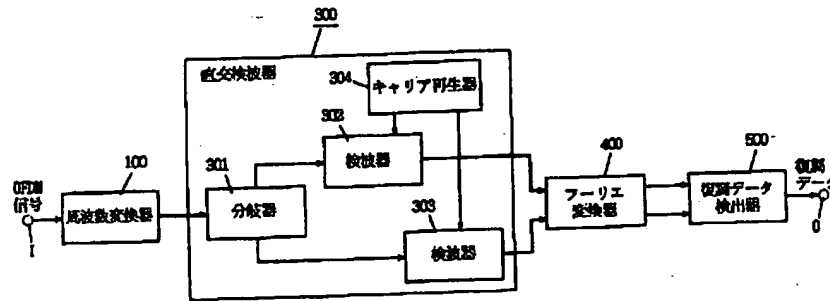 300
直交検波器
304
キャリア再生器
302
検波器
100
301
400
500
OFDM
信号
周波数変換器
分岐器
303
検波器
フーリエ
変換器
復調データ
検出器
復調
データ
I
O